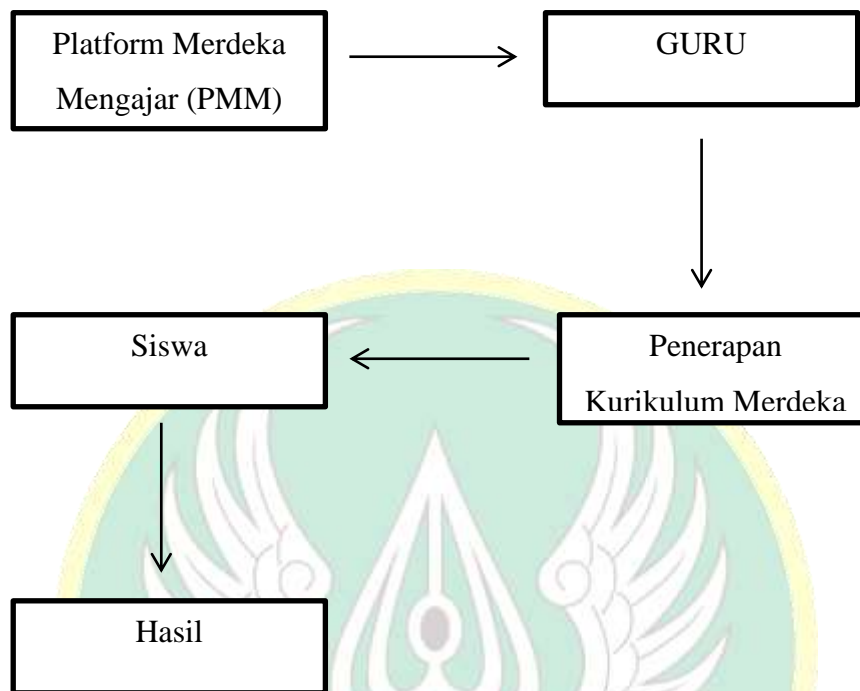 Platform Merdeka
Mengajar (PMM)
GURU
Penerapan
Kurikulum Merdeka
Siswa
Hasil